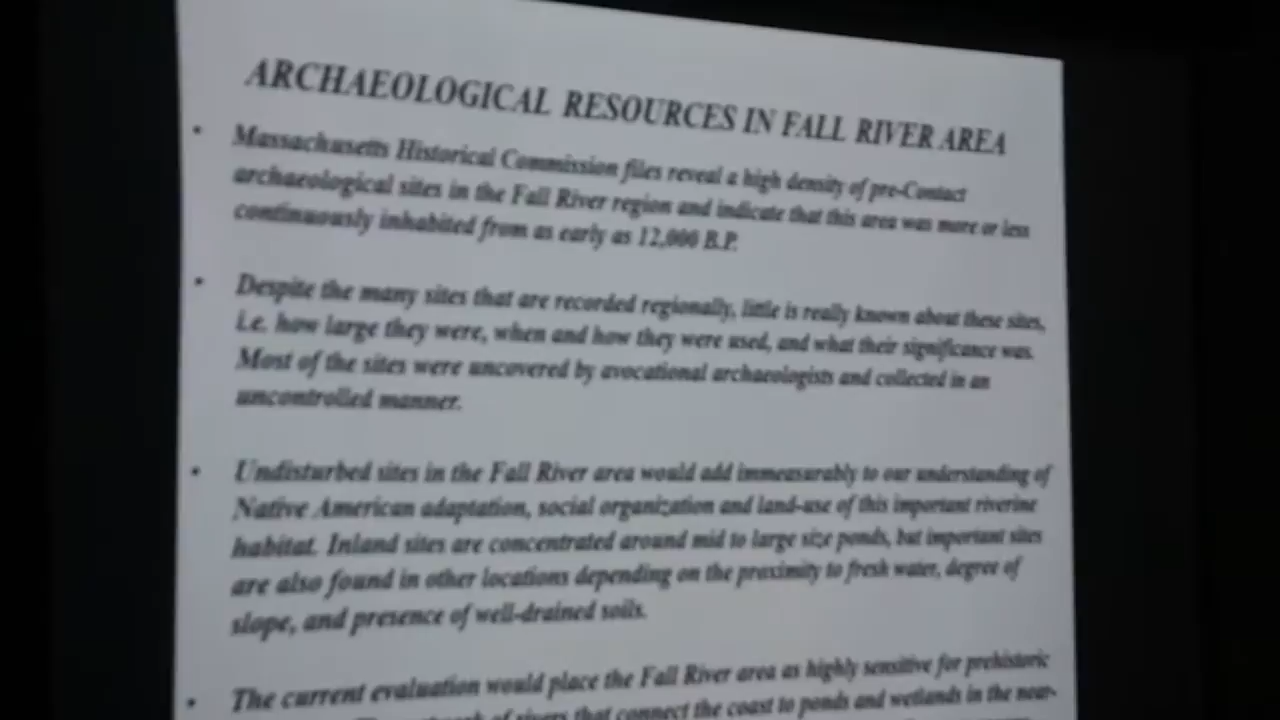 ARCHAEOLOGICAL RESOURCES IN FALL RIVER AREA
• Massachusetts Historical Commission files reveal a high density of pre-Contact
archaeological sites in the Fall River region and indicate that this area was more or less
continuously inhabited from as early as 12,000 B.P.
• Despite the many sites that are recorded regionally, little is really known about these sites,
i.e. how large they were, when and how they were used, and what their significance was.
Most of the sites were uncovered by avocational archaeologists and collected in an
uncontrolled manner.
• Undisturbed sites in the Fall River area would add immeasurably to our understanding of
Native American adaptation, social organization and land-use of this important riverine
habitat. Inland sites are concentrated around mid to large size ponds, but important sites
are also found in other locations depending on the proximity to fresh water, degree of
slope, and presence of well-drained soils.
• The current evaluation would place the Fall River area as highly sensitive for prehistoric
of rivers that connect the coast to ponds and wetlands in the near-